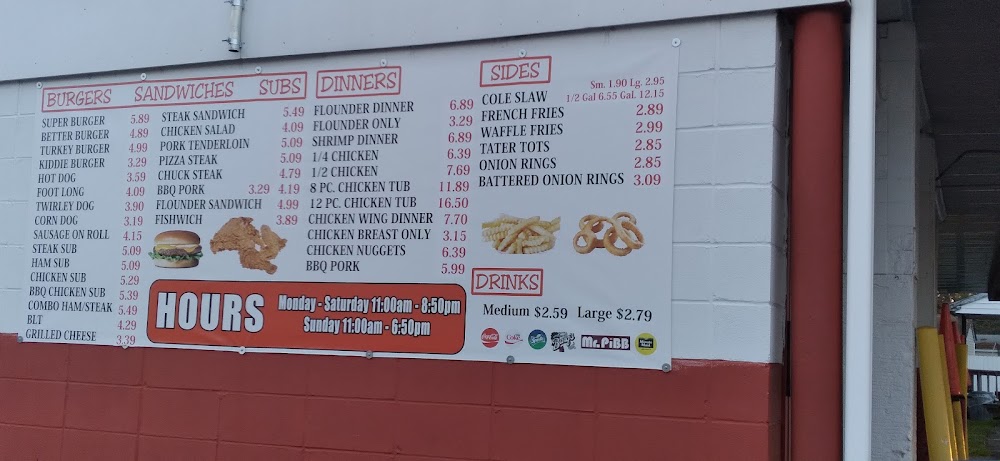 BURGERS SANDWICHES SUBS
SUPER BURGER 5.89
BETTER BURGER 4.89
TURKEY BURGER 4.99
KIDDIE BURGER 3.29
HOT DOG 3.59
FOOT LONG 4.09
TWIRLEY DOG 3.90
CORN DOG 3.19
SAUSAGE ON ROLL 4.15
STEAK SUB 5.09
HAM SUB 5.09
CHICKEN SUB 5.29
BBQ CHICKEN SUB 5.39
COMBO HAM/STEAK 5.49
BLT 4.29
GRILLED CHEESE 3.39
STEAK SANDWICH 5.49
CHICKEN SALAD 4.09
PORK TENDERLOIN 5.09
PIZZA STEAK 5.09
CHUCK STEAK 4.79
BBQ PORK 3.29 4.19
FLOUNDER SANDWICH 4.99
FISHWICH 3.89
DINNERS
FLOUNDER DINNER 6.89
FLOUNDER ONLY 3.29
SHRIMP DINNER 6.89
1/4 CHICKEN 6.39
1/2 CHICKEN 7.69
8 PC. CHICKEN TUB 11.89
12 PC. CHICKEN TUB 16.50
CHICKEN WING DINNER 7.70
CHICKEN BREAST ONLY 3.15
CHICKEN NUGGETS 6.39
BBQ PORK 5.99
SIDES
Sm. 1.90 Lg. 2.95
COLE SLAW 1/2 Gal 6.55 Gal. 12.15
FRENCH FRIES 2.89
WAFFLE FRIES 2.99
TATER TOTS 2.85
ONION RINGS 2.85
BATTERED ONION RINGS 3.09
DRINKS
Medium $2.59 Large $2.79
Coca-Cola Coke Mr. PiBB
HOURS
Monday - Saturday 11:00am - 8:50pm
Sunday 11:00am - 6:50pm